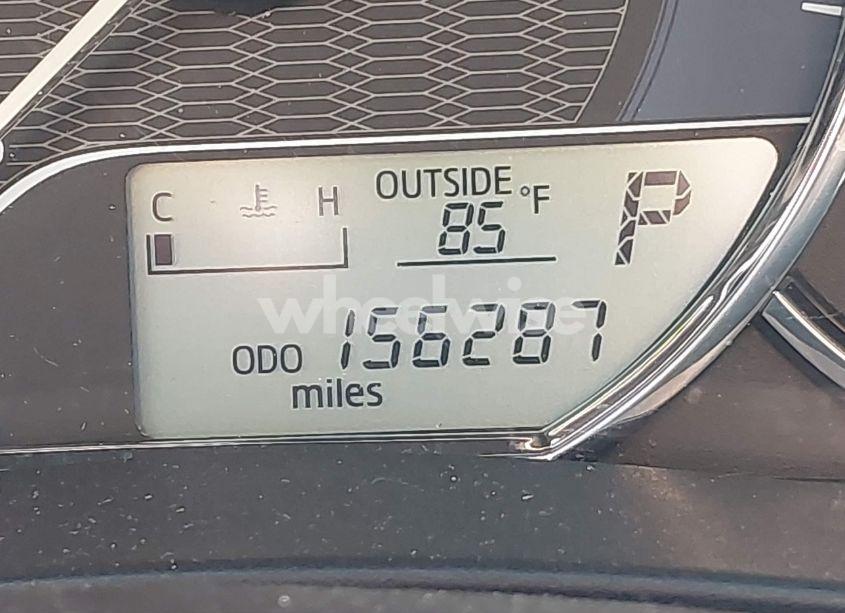 OUTSIDE
C H 85 °F P
wheelwise
ODO 156287
miles